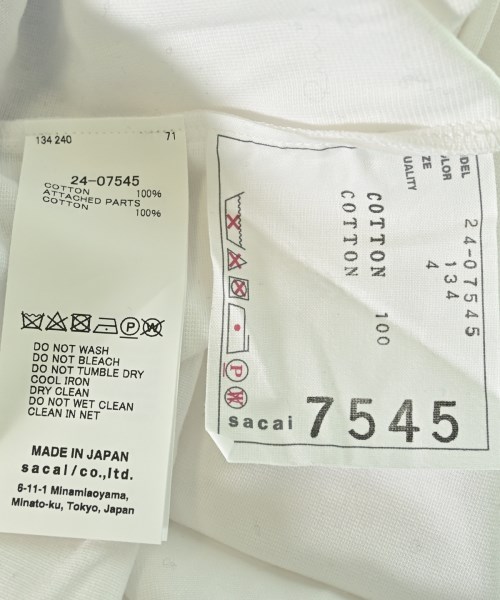 134 240 71
24-07545
COTTON 100%
ATTACHED PARTS
COTTON 100%
DO NOT WASH
DO NOT BLEACH
DO NOT TUMBLE DRY
COOL IRON
DRY CLEAN
DO NOT WET CLEAN
CLEAN IN NET
MADE IN JAPAN
sacai/co.,ltd.
6-11-1 Minamiaoyama,
Minato-ku, Tokyo, Japan
DEL 24-07545
LOR 134
ZE 4
UALITY
COTTON 100
COTTON
P
W
sacai 7545